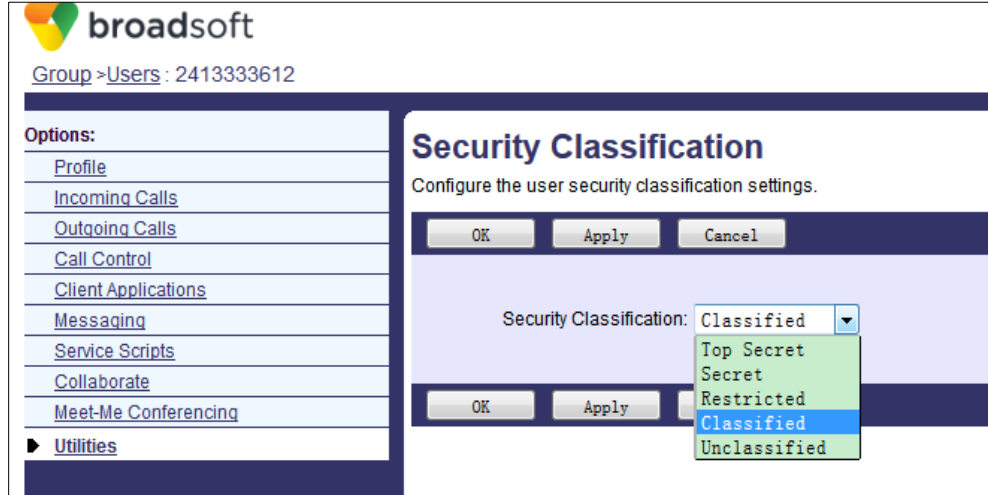 broadsoft
Group >Users : 2413333612
Options:
Profile
Incoming Calls
Outgoing Calls
Call Control
Client Applications
Messaging
Service Scripts
Collaborate
Meet-Me Conferencing
Utilities
Security Classification
Configure the user security classification settings.
OK Apply Cancel
Security Classification: Classified
Top Secret
Secret
Restricted
Classified
Unclassified
OK Apply